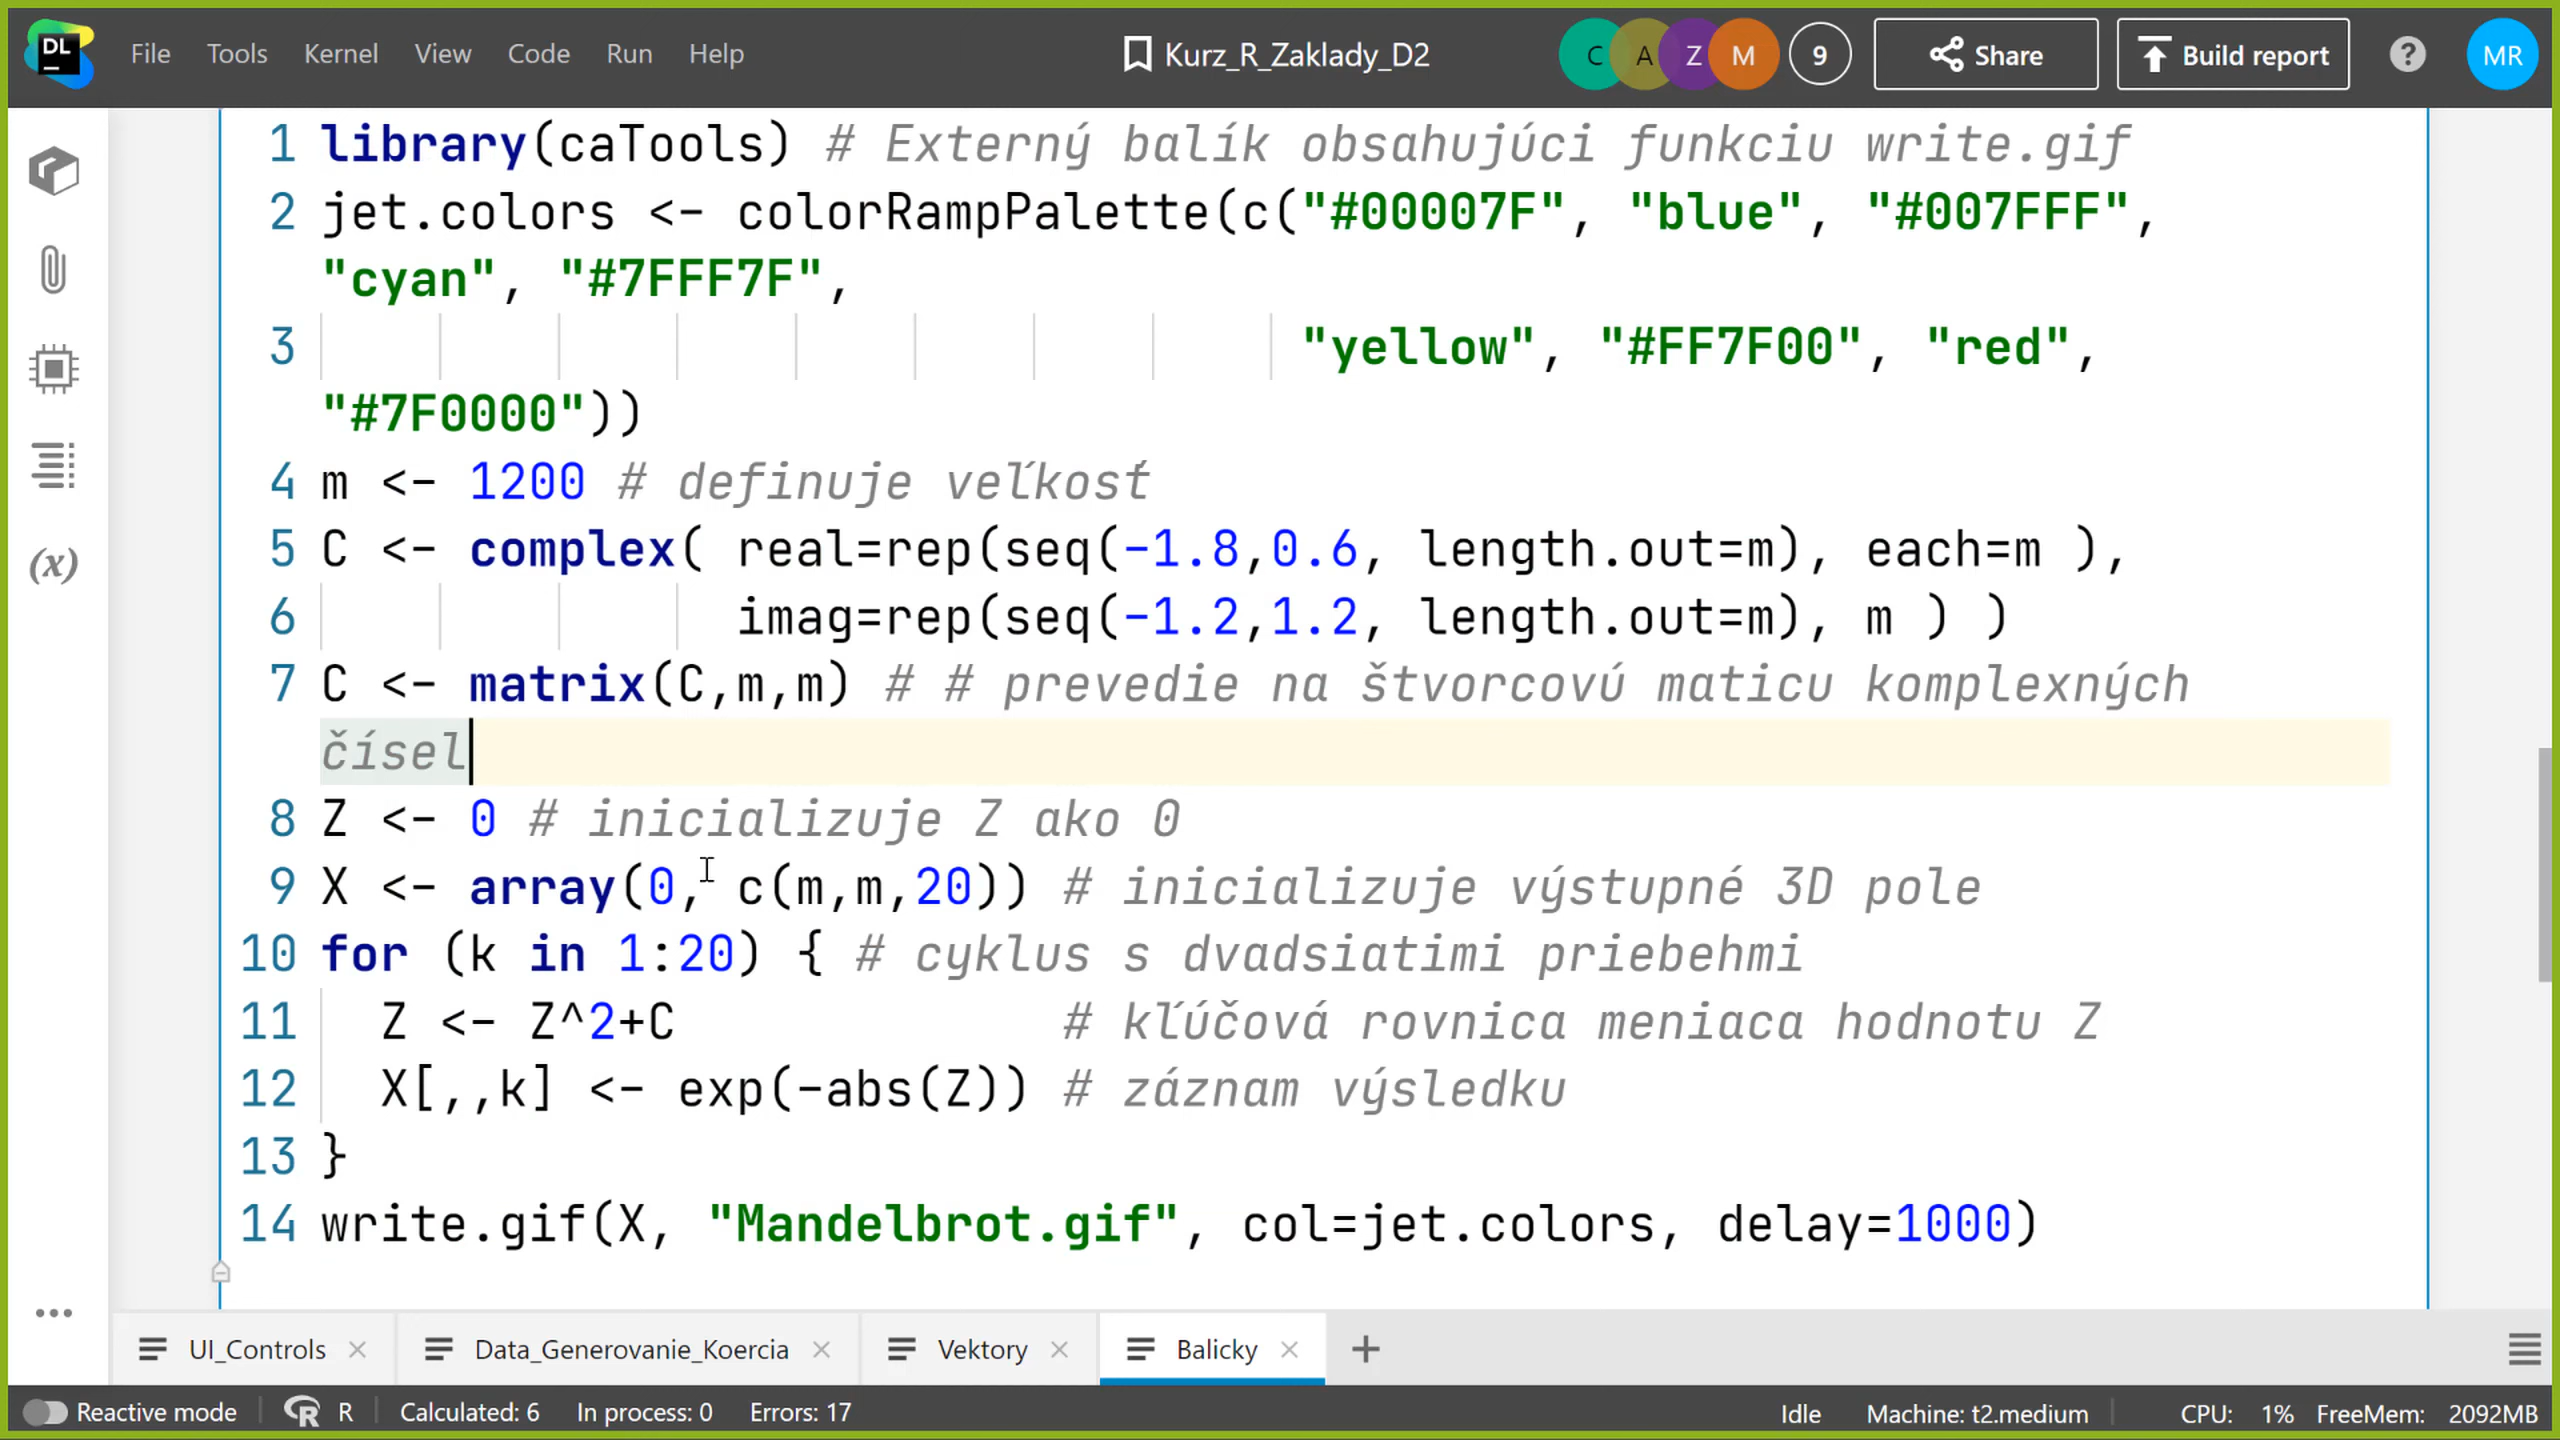 DL File Tools Kernel View Code Run Help Kurz_R_Zaklady_D2 C A Z M 9 Share Build report ? MR
1 library(caTools) # Externý balík obsahujúci funkciu write.gif
2 jet.colors <- colorRampPalette(c("#00007F", "blue", "#007FFF",
"cyan", "#7FFF7F",
3 "yellow", "#FF7F00", "red",
"#7F0000"))
4 m <- 1200 # definuje veľkosť
5 C <- complex( real=rep(seq(-1.8,0.6, length.out=m), each=m ),
6 imag=rep(seq(-1.2,1.2, length.out=m), m ) )
7 C <- matrix(C,m,m) # # prevedie na štvorcovú maticu komplexných
čísel
8 Z <- 0 # inicializuje Z ako 0
9 X <- array(0, c(m,m,20)) # inicializuje výstupné 3D pole
10 for (k in 1:20) { # cyklus s dvadsiatimi priebehmi
11 Z <- Z^2+C # kľúčová rovnica meniaca hodnotu Z
12 X[,,k] <- exp(-abs(Z)) # záznam výsledku
13 }
14 write.gif(X, "Mandelbrot.gif", col=jet.colors, delay=1000)
(x)
UI_Controls Data_Generovanie_Koercia Vektory Balicky
Reactive mode R Calculated: 6 In process: 0 Errors: 17 Idle Machine: t2.medium CPU: 1% FreeMem: 2092MB